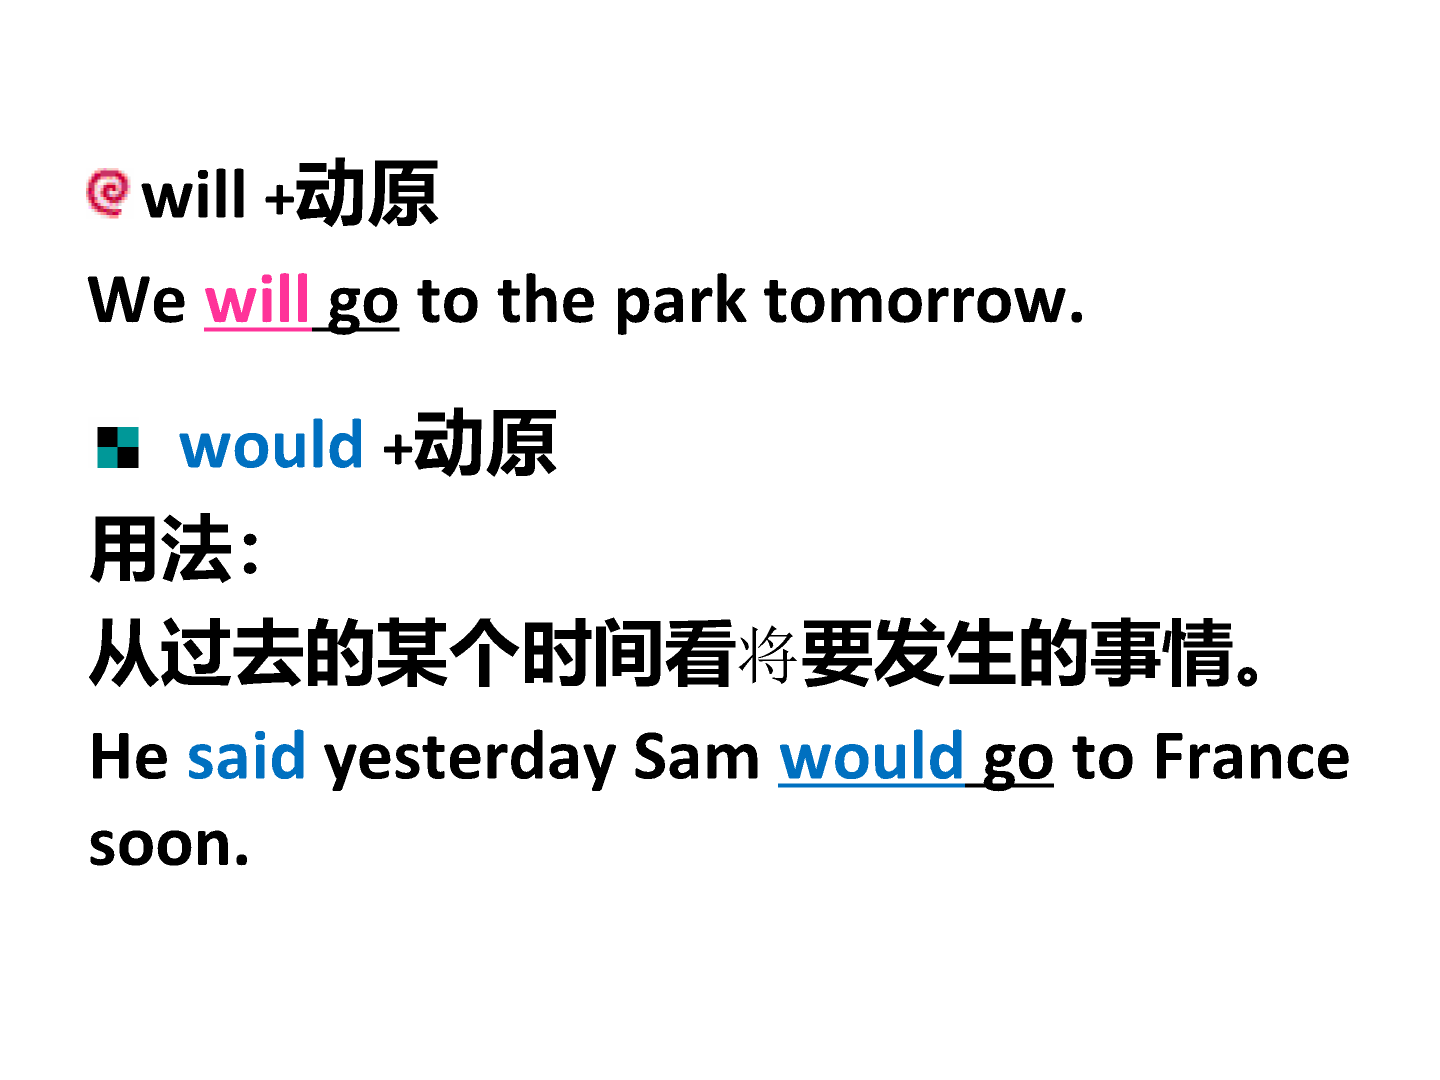 will +动原
We will go to the park tomorrow.
would +动原
用法：
从过去的某个时间看将要发生的事情。
He said yesterday Sam would go to France
soon.